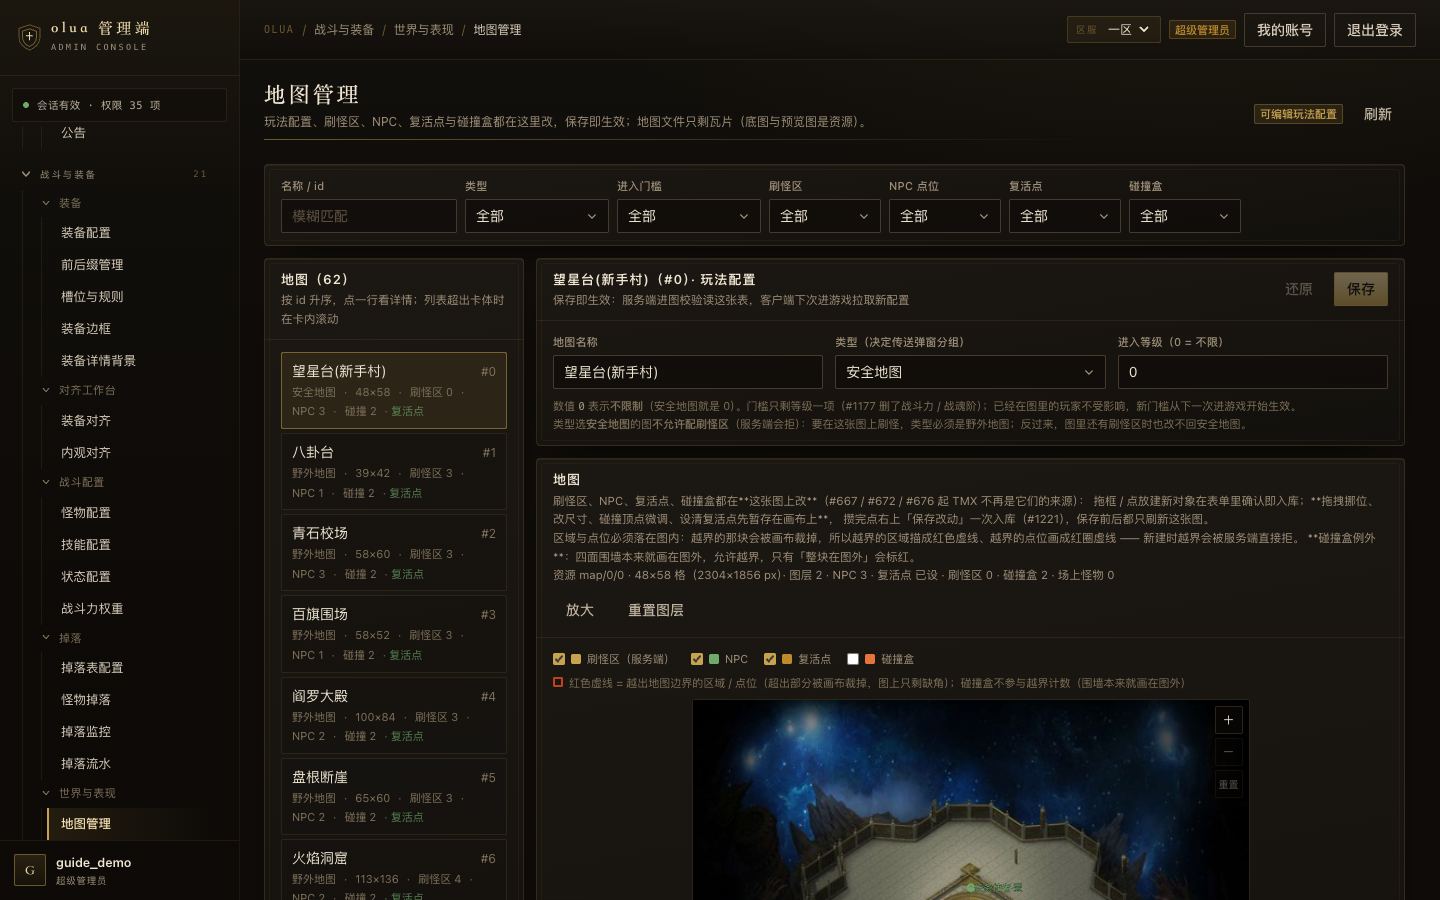 olua 管理端
ADMIN CONSOLE
会话有效 · 权限 35 项
公告
战斗与装备 21
装备
装备配置
前后缀管理
槽位与规则
装备边框
装备详情背景
对齐工作台
装备对齐
内观对齐
战斗配置
怪物配置
技能配置
状态配置
战斗力权重
掉落
掉落表配置
怪物掉落
掉落监控
掉落流水
世界与表现
地图管理
G
guide_demo
超级管理员
OLUA / 战斗与装备 / 世界与表现 / 地图管理
区服 一区
超级管理员
我的账号
退出登录
地图管理
玩法配置、刷怪区、NPC、复活点与碰撞盒都在这里改，保存即生效；地图文件只剩瓦片（底图与预览图是资源）。
可编辑玩法配置
刷新
名称 / id 类型 进入门槛 刷怪区 NPC 点位 复活点 碰撞盒
模糊匹配 全部 全部 全部 全部 全部 全部
地图（62）
按 id 升序，点一行看详情；列表超出卡体时
在卡内滚动
望星台(新手村) #0
安全地图 · 48×58 · 刷怪区 0 ·
NPC 3 · 碰撞 2 · 复活点
八卦台 #1
野外地图 · 39×42 · 刷怪区 3 ·
NPC 1 · 碰撞 2 · 复活点
青石校场 #2
野外地图 · 58×60 · 刷怪区 3 ·
NPC 3 · 碰撞 2 · 复活点
百旗围场 #3
野外地图 · 58×52 · 刷怪区 3 ·
NPC 1 · 碰撞 2 · 复活点
阎罗大殿 #4
野外地图 · 100×84 · 刷怪区 3 ·
NPC 2 · 碰撞 2 · 复活点
盘根断崖 #5
野外地图 · 65×60 · 刷怪区 3 ·
NPC 2 · 碰撞 2 · 复活点
火焰洞窟 #6
野外地图 · 113×136 · 刷怪区 4 ·
NPC 2 · 碰撞 2 · 复活点
望星台(新手村)（#0）· 玩法配置
保存即生效：服务端进图校验读这张表，客户端下次进游戏拉取新配置
还原
保存
地图名称 类型（决定传送弹窗分组） 进入等级（0 = 不限）
望星台(新手村) 安全地图 0
数值 0 表示不限制（安全地图就是 0）。门槛只剩等级一项（#1177 删了战斗力 / 战魂阶）；已经在图里的玩家不受影响，新门槛从下一次进游戏开始生效。
类型选安全地图的图不允许配刷怪区（服务端会拒）：要在这张图上刷怪，类型必须是野外地图；反过来，图里还有刷怪区时也改不回安全地图。
地图
刷怪区、NPC、复活点、碰撞盒都在**这张图上改**（#667 / #672 / #676 起 TMX 不再是它们的来源）： 拖框 / 点放建新对象在表单里确认即入库；**拖拽挪位、
改尺寸、碰撞顶点微调、设清复活点先暂存在画布上**， 攒完点右上「保存改动」一次入库（#1221），保存前后都只刷新这张图。
区域与点位必须落在图内：越界的那块会被画布裁掉，所以越界的区域描成红色虚线、越界的点位画成红圈虚线 —— 新建时越界会被服务端直接拒。 **碰撞盒例外
**：四面围墙本来就画在图外，允许越界，只有「整块在图外」会标红。
资源 map/0/0 · 48×58 格（2304×1856 px）· 图层 2 · NPC 3 · 复活点 已设 · 刷怪区 0 · 碰撞盒 2 · 场上怪物 0
放大
重置图层
刷怪区（服务端） NPC 复活点 碰撞盒
红色虚线 = 越出地图边界的区域 / 点位（超出部分被画布裁掉，图上只剩缺角）；碰撞盒不参与越界计数（围墙本来就画在图外）
+
−
重置